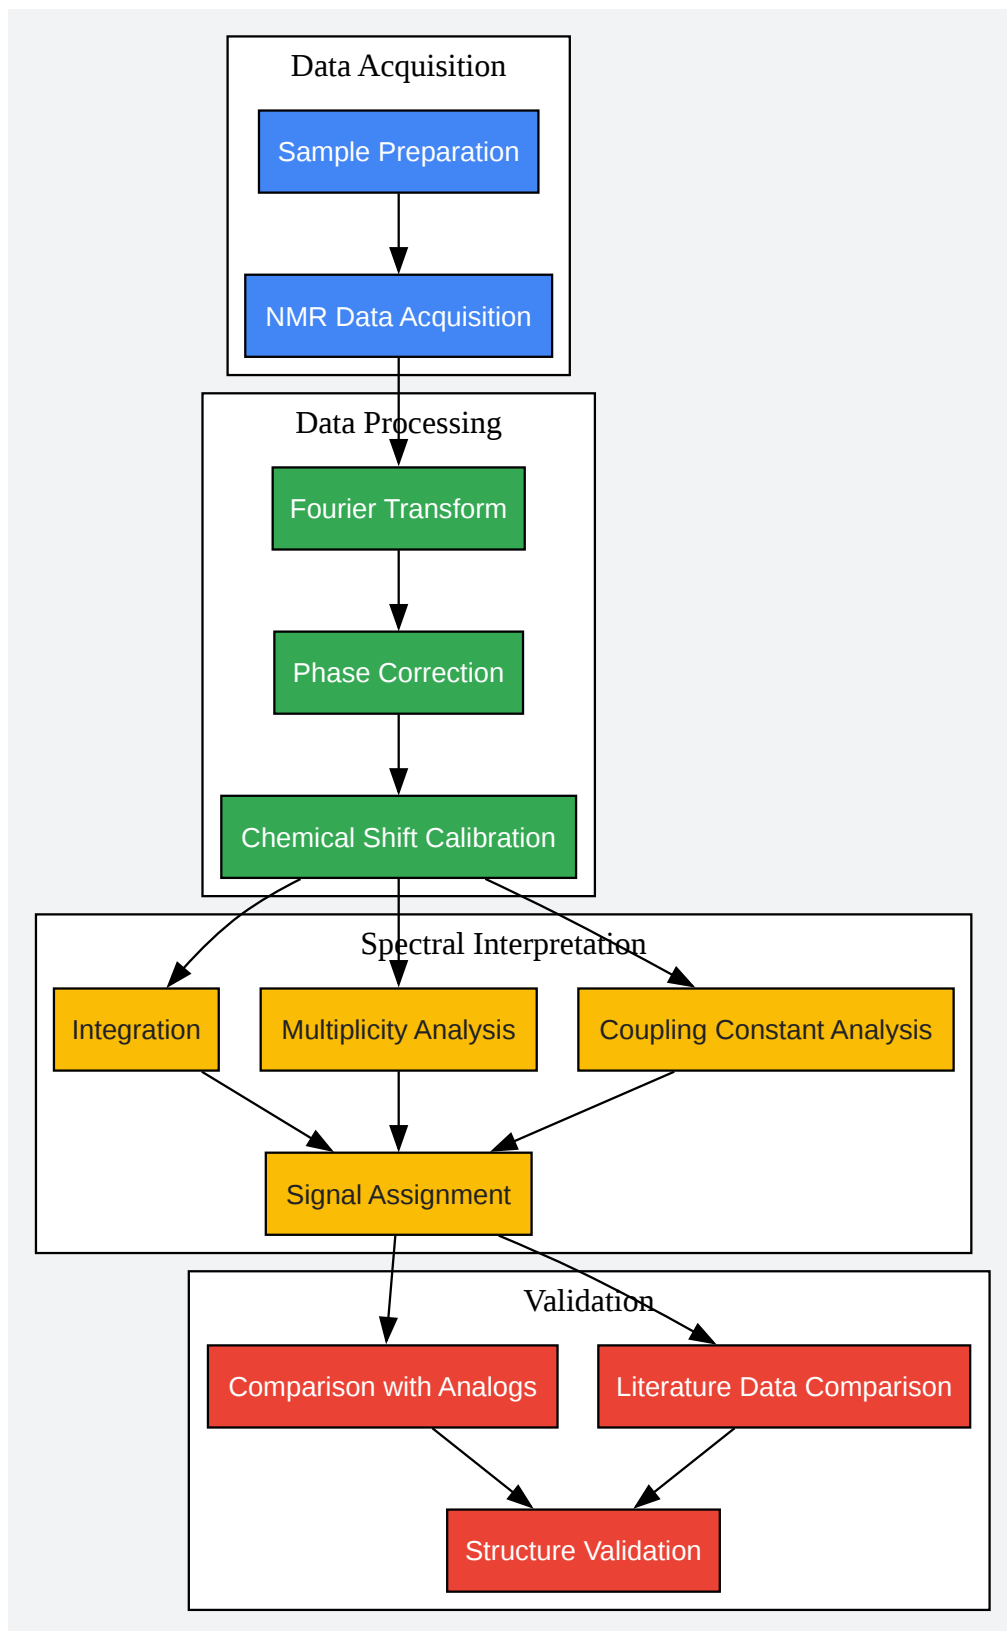 Data Acquisition
Sample Preparation
NMR Data Acquisition
Data Processing
Fourier Transform
Phase Correction
Chemical Shift Calibration
Spectral Interpretation
Integration
Multiplicity Analysis
Coupling Constant Analysis
Signal Assignment
Validation
Comparison with Analogs
Literature Data Comparison
Structure Validation